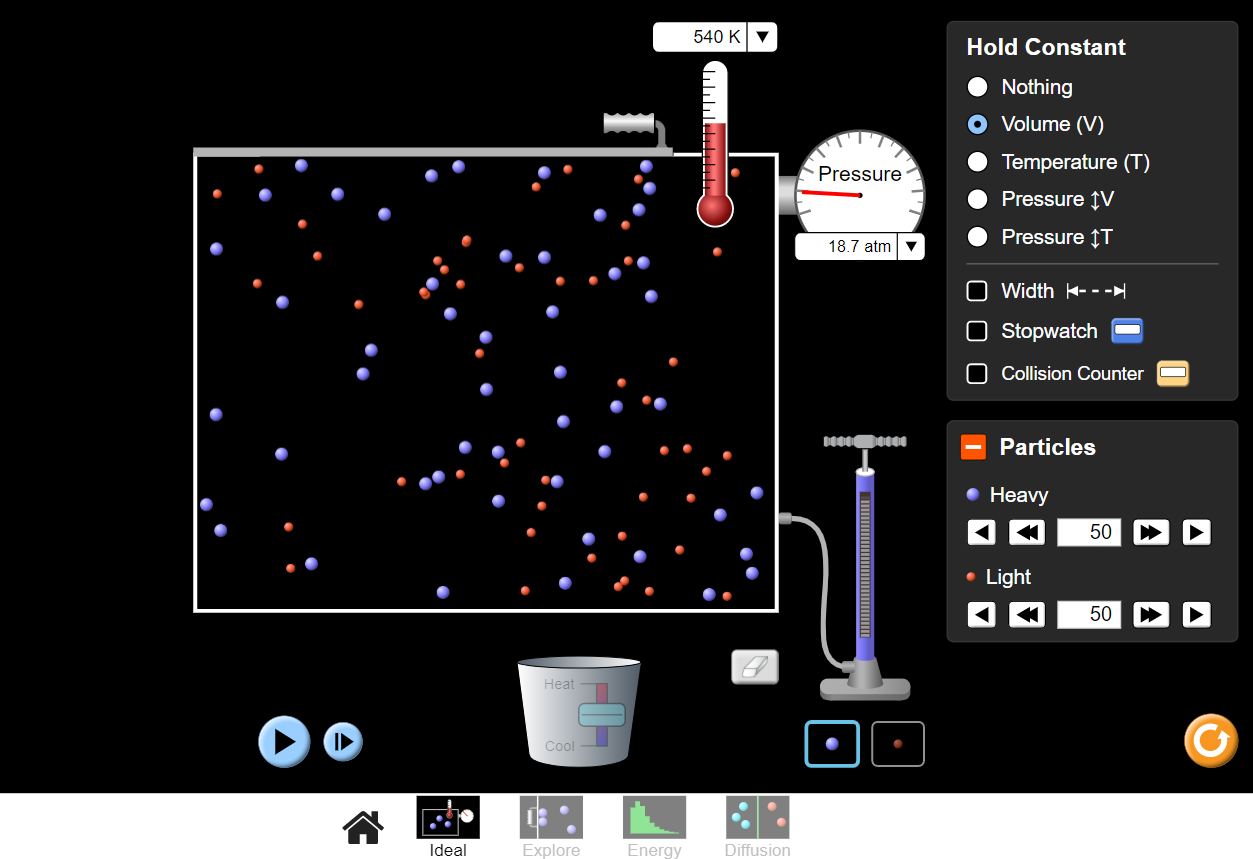 540 K
Hold Constant
Nothing
Volume (V)
Temperature (T)
Pressure ↕V
Pressure ↕T
Width
Stopwatch
Collision Counter
Pressure
18.7 atm
Particles
Heavy
50
Light
50
Heat
Cool
Ideal
Explore
Energy
Diffusion